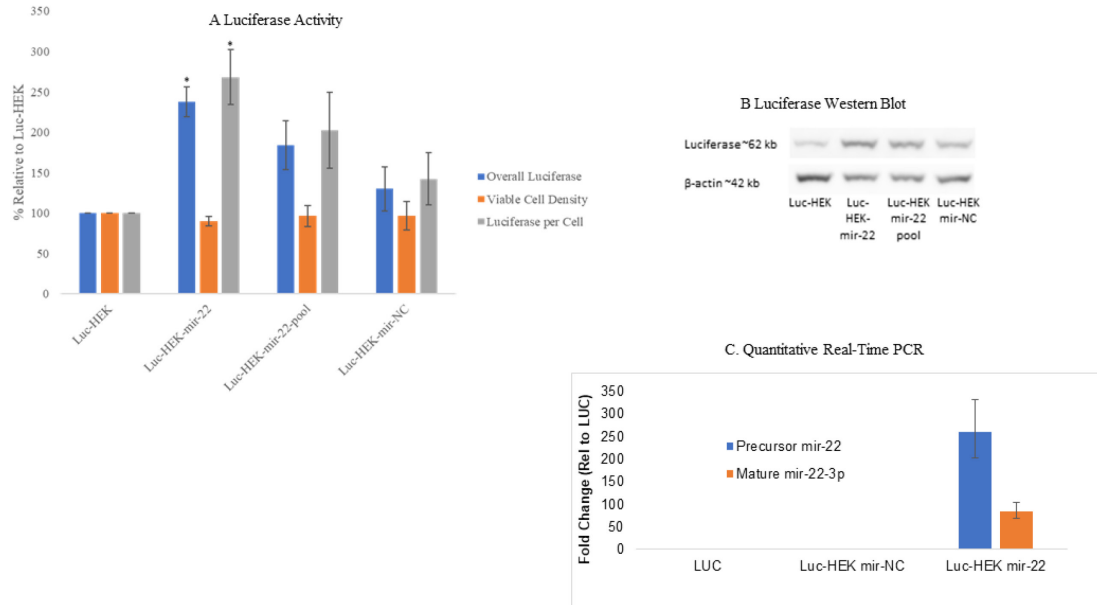 A Luciferase Activity
% Relative to Luc-HEK
350
300
250
200
150
100
50
0
*
*
Luc-HEK
Luc-HEK-mir-22
Luc-HEK-mir-22-pool
Luc-HEK-mir-NC
Overall Luciferase
Viable Cell Density
Luciferase per Cell
B Luciferase Western Blot
Luciferase~62 kb
β-actin ~42 kb
Luc-HEK
Luc-
HEK-
mir-22
Luc-HEK
mir-22
pool
Luc-HEK
mir-NC
C. Quantitative Real-Time PCR
Fold Change (Rel to LUC)
350
300
250
200
150
100
50
0
Precursor mir-22
Mature mir-22-3p
LUC
Luc-HEK mir-NC
Luc-HEK mir-22